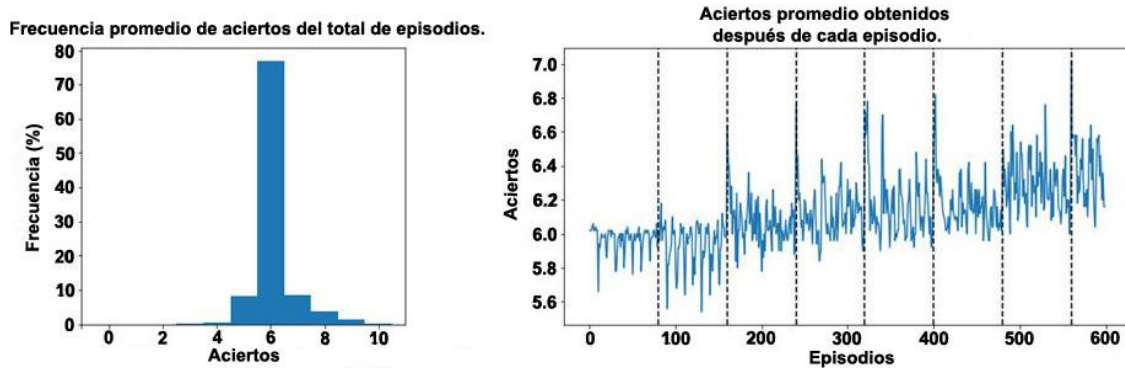 Frecuencia promedio de aciertos del total de episodios.
80
70
60
50
40
30
20
10
0
Frecuencia (%)
0 2 4 6 8 10
Aciertos
Aciertos promedio obtenidos
después de cada episodio.
7.0
6.8
6.6
6.4
6.2
6.0
5.8
5.6
Aciertos
0 100 200 300 400 500 600
Episodios